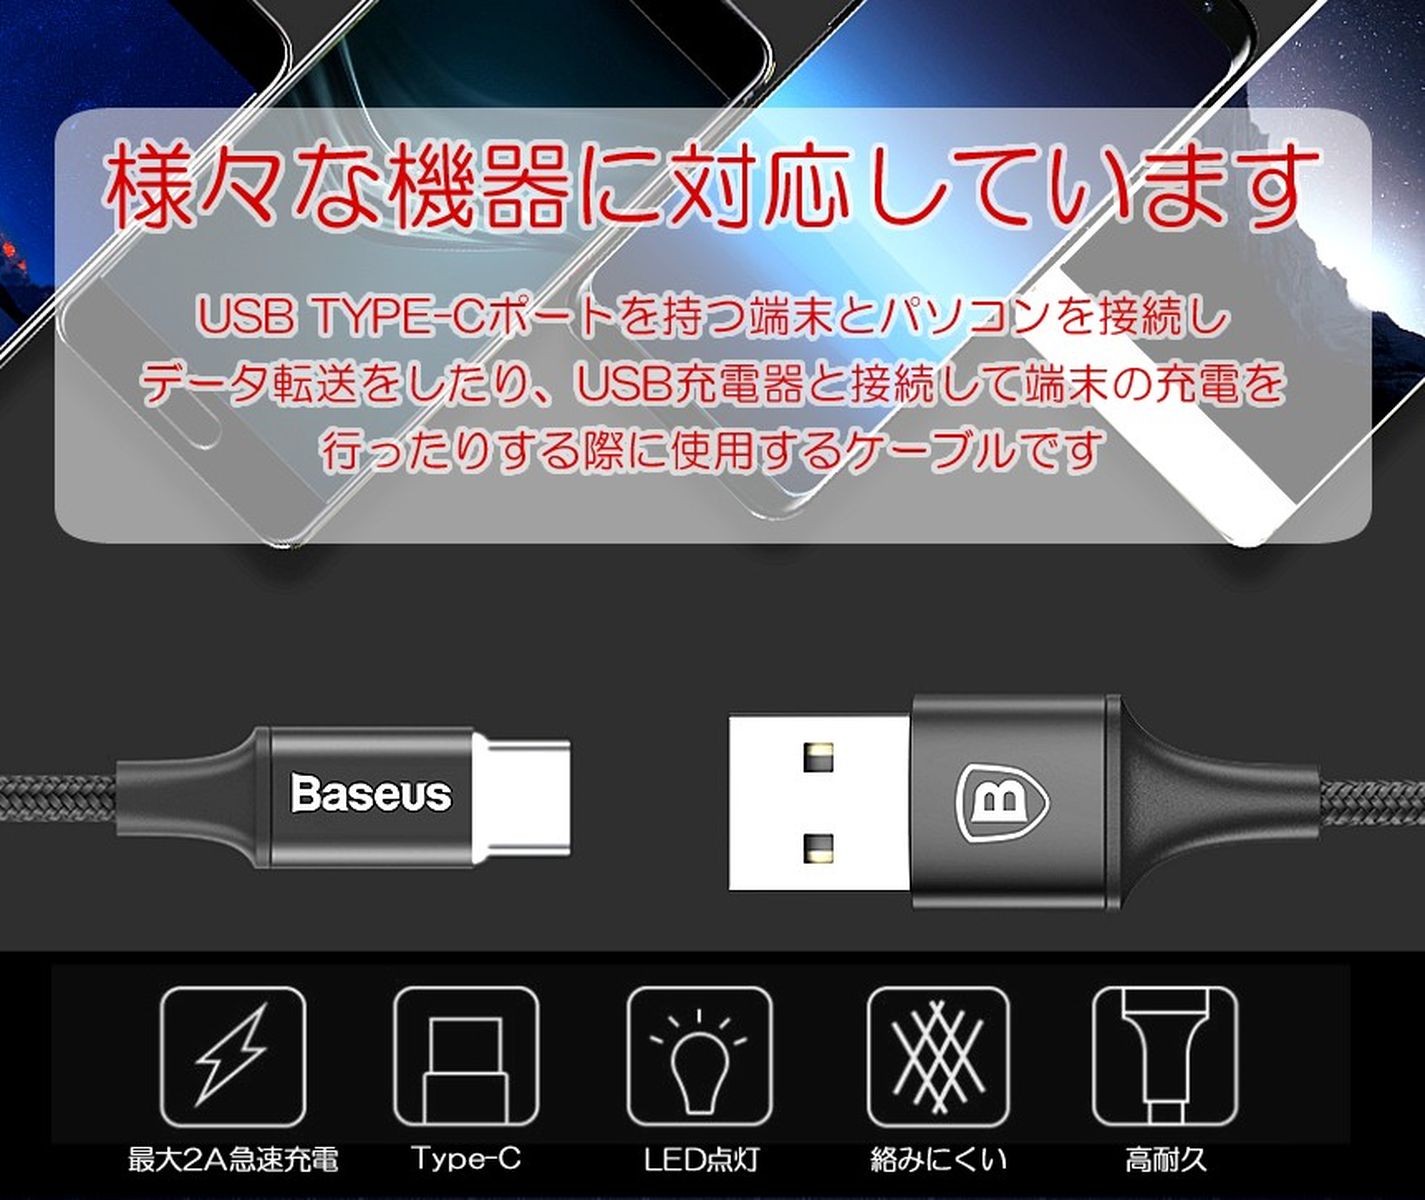 様々な機器に対応しています
USB TYPE-Cポートを持つ端末とパソコンを接続し
データ転送をしたり、USB充電器と接続して端末の充電を
行ったりする際に使用するケーブルです
Baseus
B
最大2A急速充電
Type-C
LED点灯
絡みにくい
高耐久